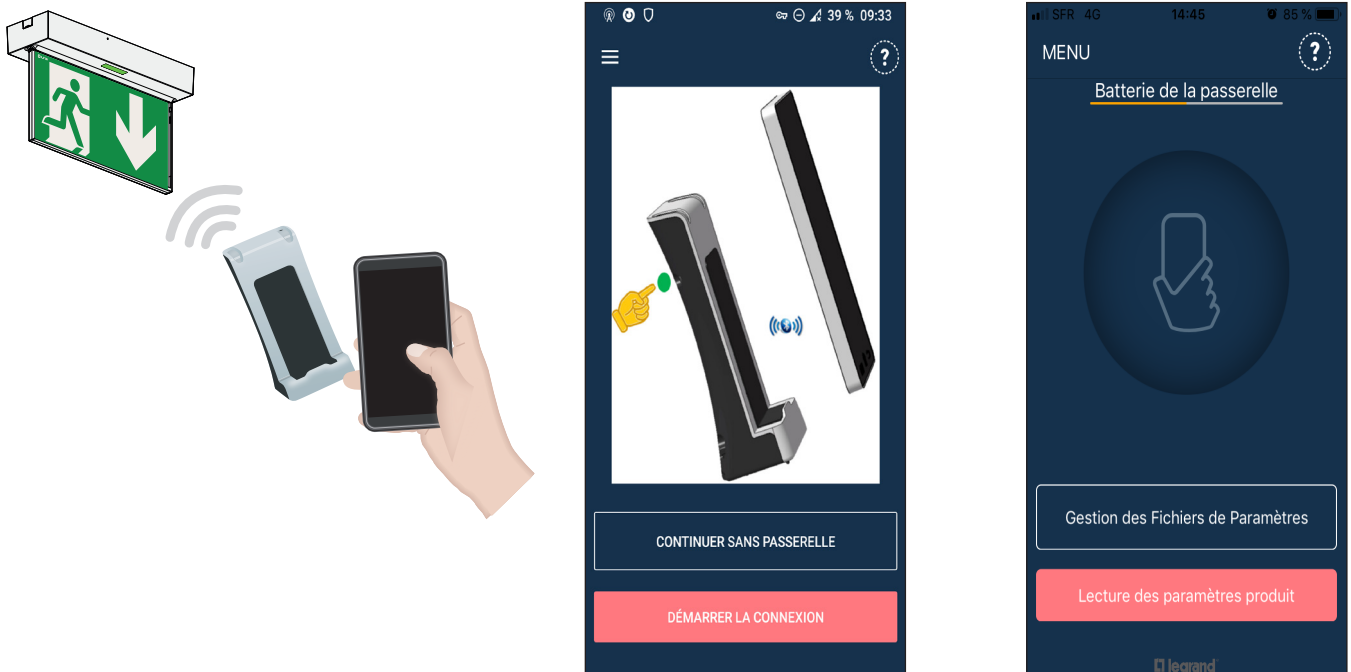 39 % 09:33
?
CONTINUER SANS PASSERELLE
DÉMARRER LA CONNEXION
SFR 4G 14:45 85 %
MENU ?
Batterie de la passerelle
Gestion des Fichiers de Paramètres
Lecture des paramètres produit
legrand